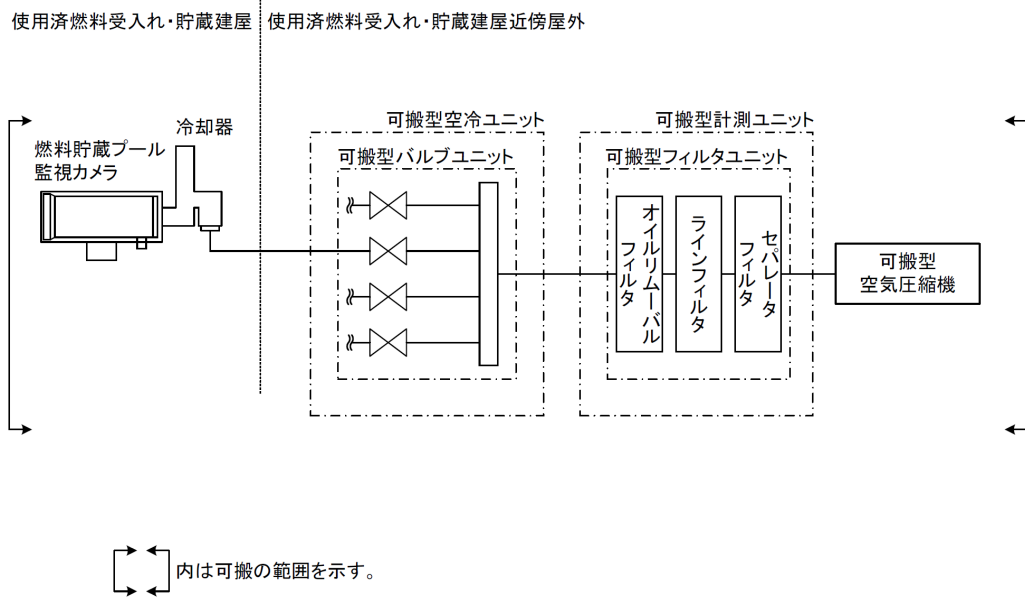 使用済燃料受入れ・貯蔵建屋
使用済燃料受入れ・貯蔵建屋近傍屋外
冷却器
燃料貯蔵プール
監視カメラ
可搬型空冷ユニット
可搬型バルブユニット
可搬型計測ユニット
可搬型フィルタユニット
オイルリムーバル
フィルタ
ラインフィルタ
セパレータ
フィルタ
可搬型
空気圧縮機
内は可搬の範囲を示す。